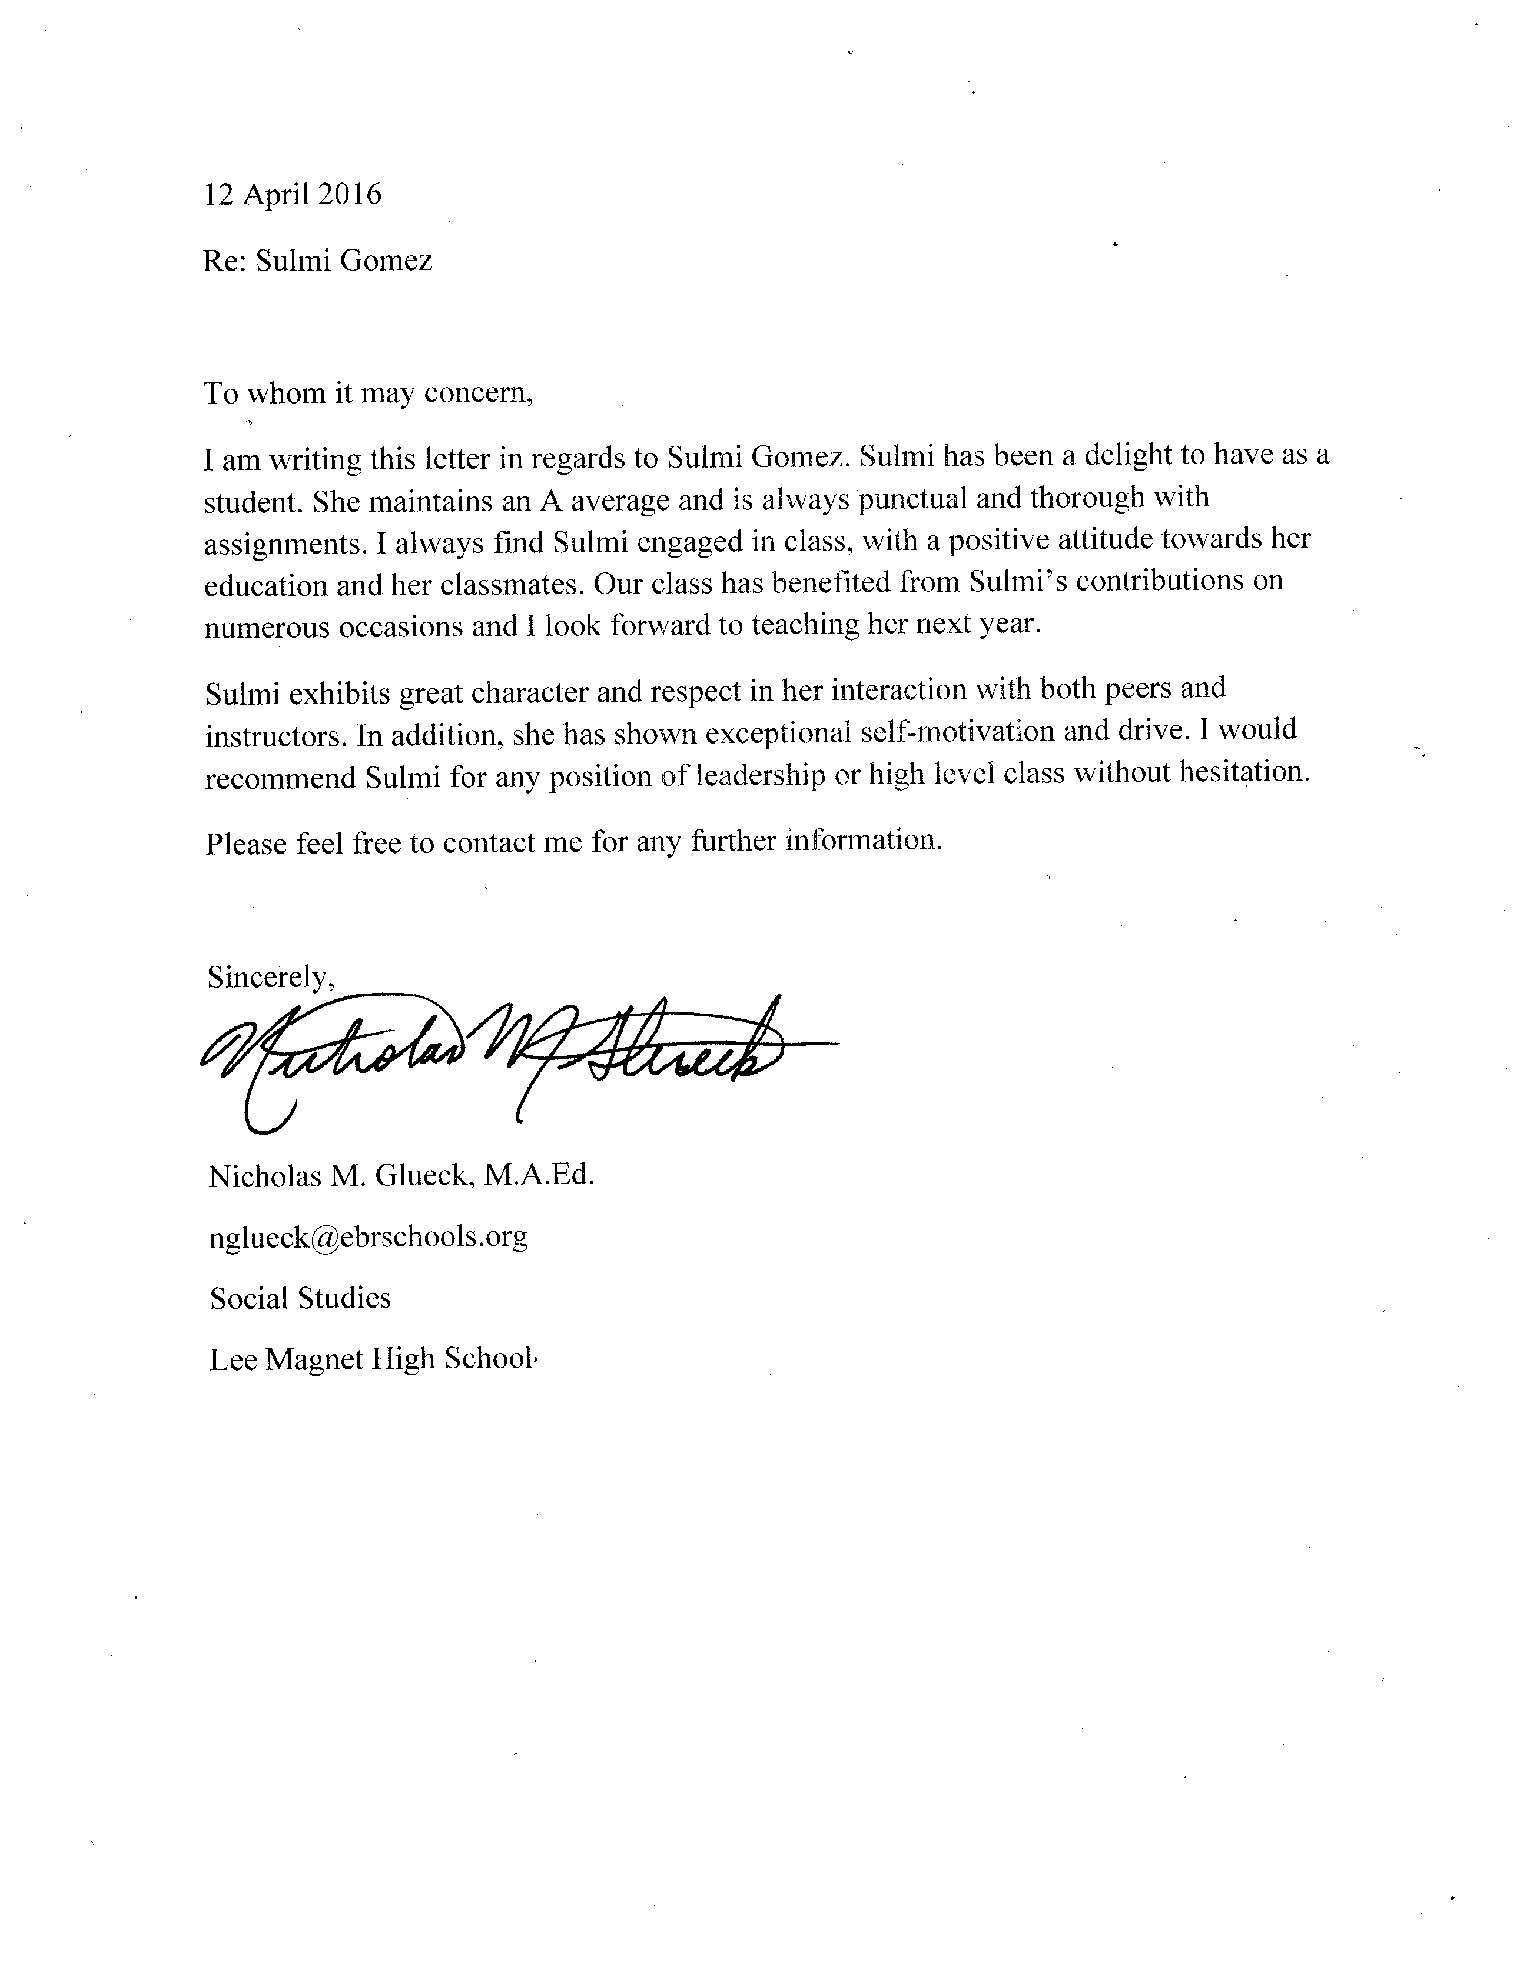 12 April 2016
Re: Sulmi Gomez
To whom it may concern,
I am writing this letter in regards to Sulmi Gomez. Sulmi has been a delight to have as a
student. She maintains an A average and is always punctual and thorough with
assignments. I always find Sulmi engaged in class, with a positive attitude towards her
education and her classmates. Our class has benefited from Sulmi's contributions on
numerous occasions and I look forward to teaching her next year.
Sulmi exhibits great character and respect in her interaction with both peers and
instructors. In addition, she has shown exceptional self-motivation and drive. I would
recommend Sulmi for any position of leadership or high level class without hesitation.
Please feel free to contact me for any further information.
Sincerely,
Nicholas M Glueck
Nicholas M. Glueck, M.A.Ed.
nglueck@ebrschools.org
Social Studies
Lee Magnet High School